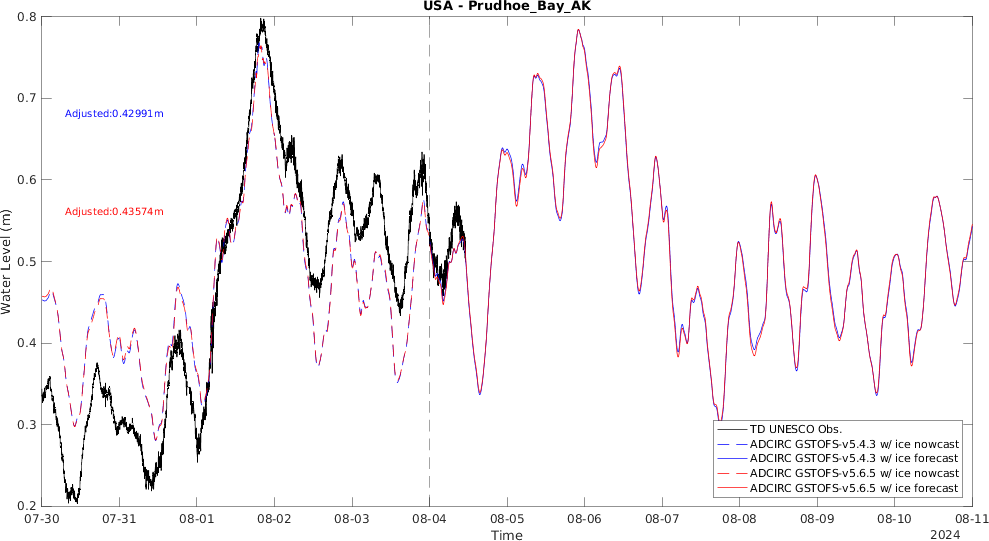 USA - Prudhoe_Bay_AK
0.8
0.7
0.6
0.5
0.4
0.3
0.2
Water Level (m)
Adjusted:0.42991m
Adjusted:0.43574m
TD UNESCO Obs.
ADCIRC GSTOFS-v5.4.3 w/ ice nowcast
ADCIRC GSTOFS-v5.4.3 w/ ice forecast
ADCIRC GSTOFS-v5.6.5 w/ ice nowcast
ADCIRC GSTOFS-v5.6.5 w/ ice forecast
07-30 07-31 08-01 08-02 08-03 08-04 08-05 08-06 08-07 08-08 08-09 08-10 08-11
Time
2024